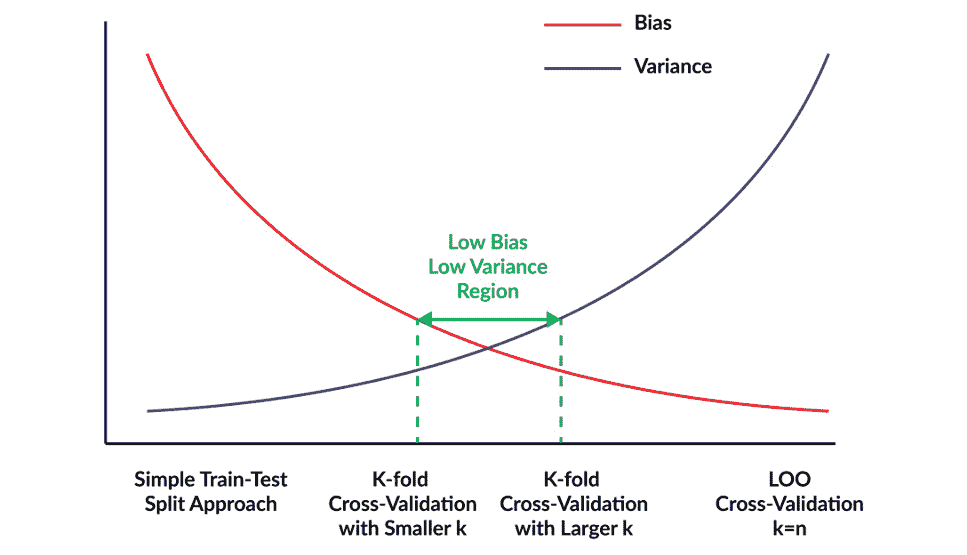 Bias
Variance
Low Bias
Low Variance
Region
Simple Train-Test
Split Approach
K-fold
Cross-Validation
with Smaller k
K-fold
Cross-Validation
with Larger k
LOO
Cross-Validation
k=n